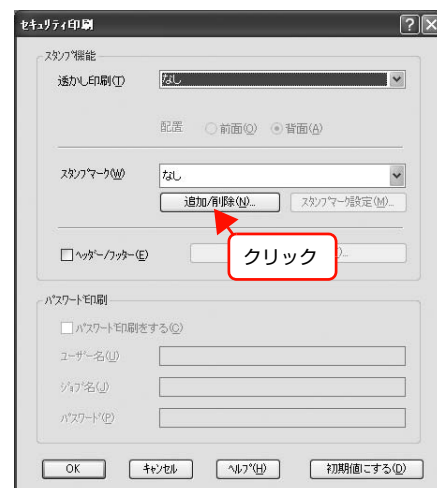 セキュリティ印刷
スタンプ機能
透かし印刷(T) なし
配置 前面(O) 背面(A)
スタンプマーク(W) なし
追加/削除(N)... スタンプマーク設定(M)...
クリック
ヘッダー/フッター(E)
パスワード印刷
パスワード印刷をする(C)
ユーザー名(U)
ジョブ名(J)
パスワード(P)
OK キャンセル ヘルプ(H) 初期値にする(D)